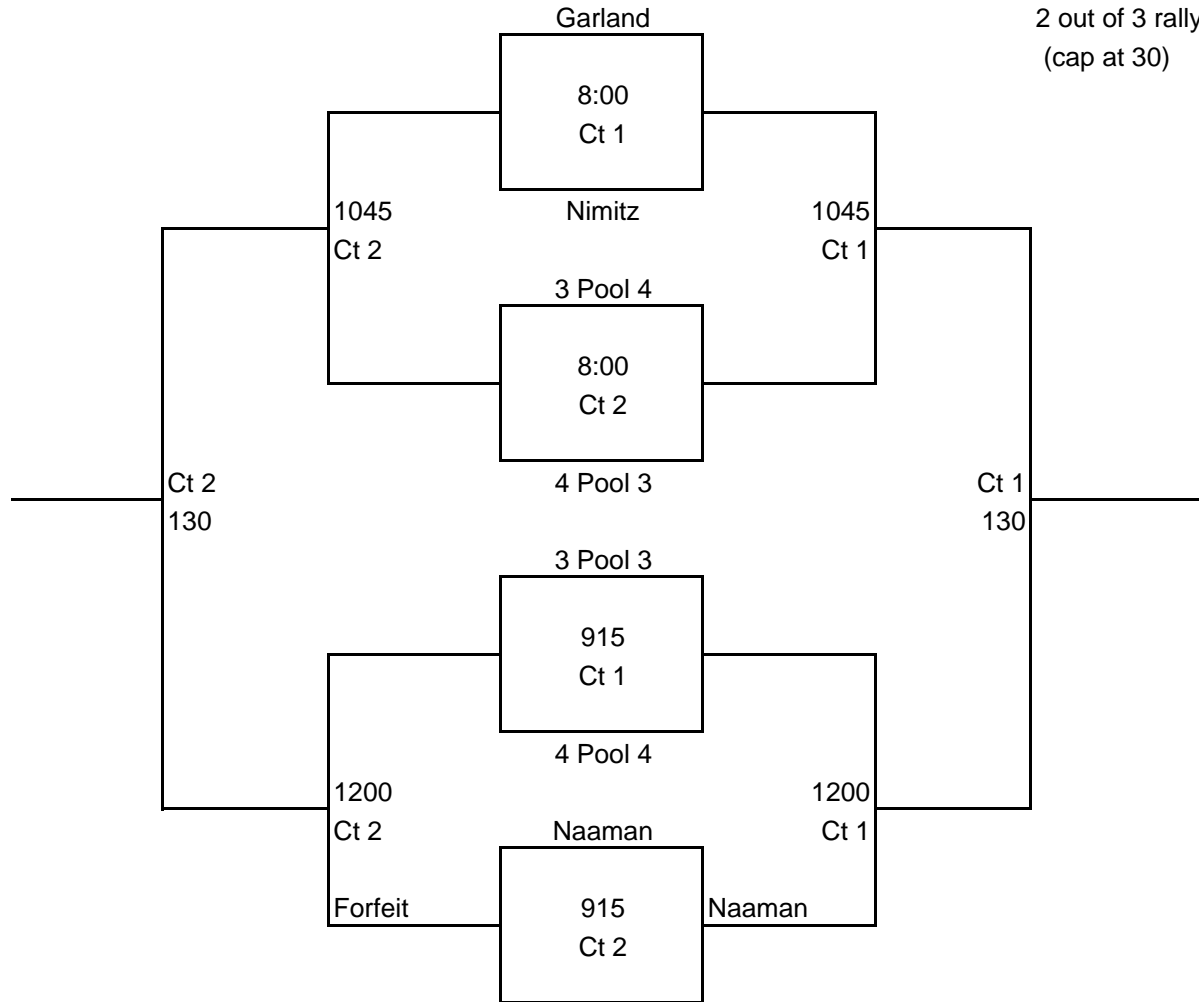 Garland
2 out of 3 rally
(cap at 30)
8:00
Ct 1
1045
Ct 2
Nimitz
1045
Ct 1
3 Pool 4
8:00
Ct 2
4 Pool 3
Ct 2
130
Ct 1
130
3 Pool 3
915
Ct 1
4 Pool 4
1200
Ct 2
1200
Ct 1
Naaman
Forfeit
915
Ct 2
Naaman